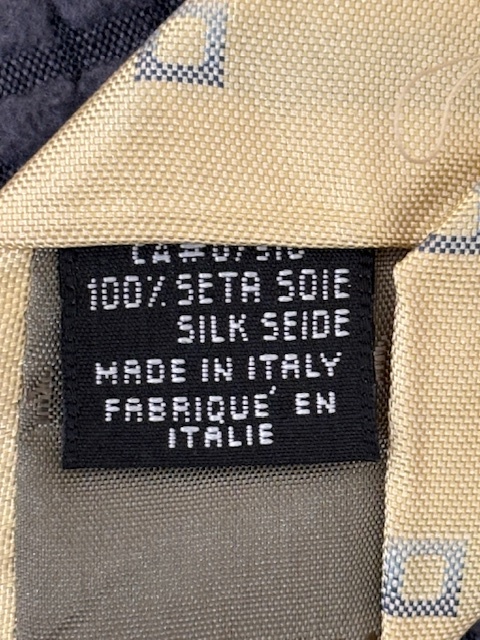 100% SETA SOIE
SILK SEIDE
MADE IN ITALY
FABRIQUE' EN
ITALIE